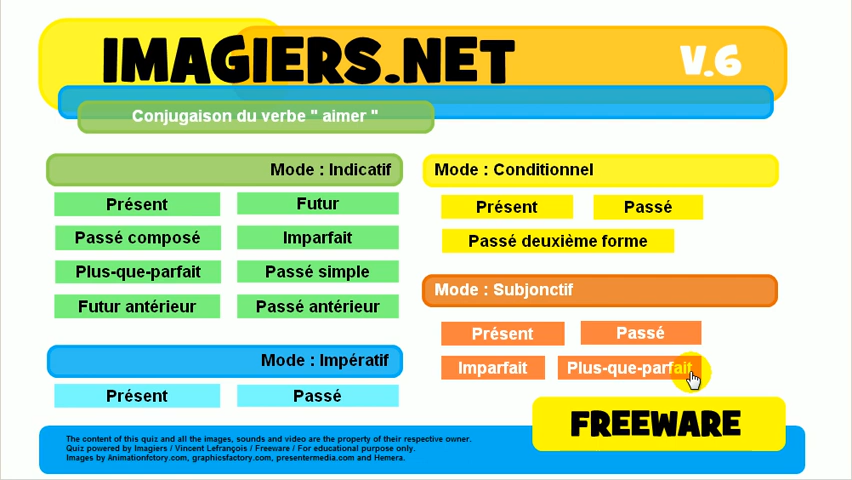 IMAGIERS.NET
V.6
Conjugaison du verbe " aimer "
Mode : Indicatif
Présent
Futur
Passé composé
Imparfait
Plus-que-parfait
Passé simple
Futur antérieur
Passé antérieur
Mode : Impératif
Présent
Passé
Mode : Conditionnel
Présent
Passé
Passé deuxième forme
Mode : Subjonctif
Présent
Passé
Imparfait
Plus-que-parfait
FREEWARE
The content of this quiz and all the images, sounds and video are the property of their respective owner.
Quiz powered by Imagiers / Vincent Lefrançois / Freeware / For educational purpose only.
Images by Animationfctory.com, graphicsfactory.com, presentermedia.com and Hemera.